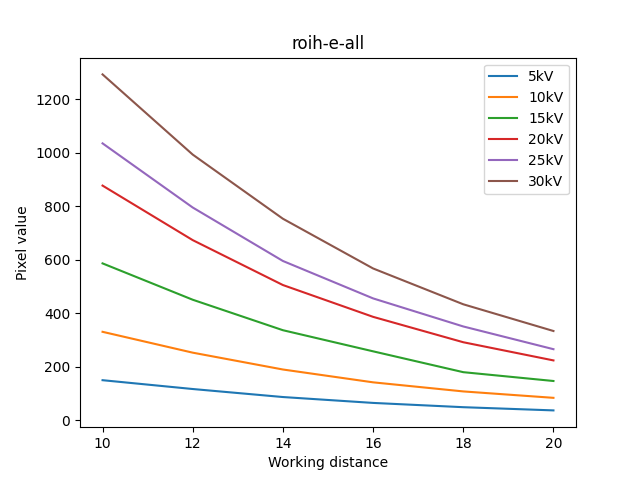 roih-e-all
5kV
10kV
15kV
20kV
25kV
30kV
Pixel value
1200
1000
800
600
400
200
0
10 12 14 16 18 20
Working distance